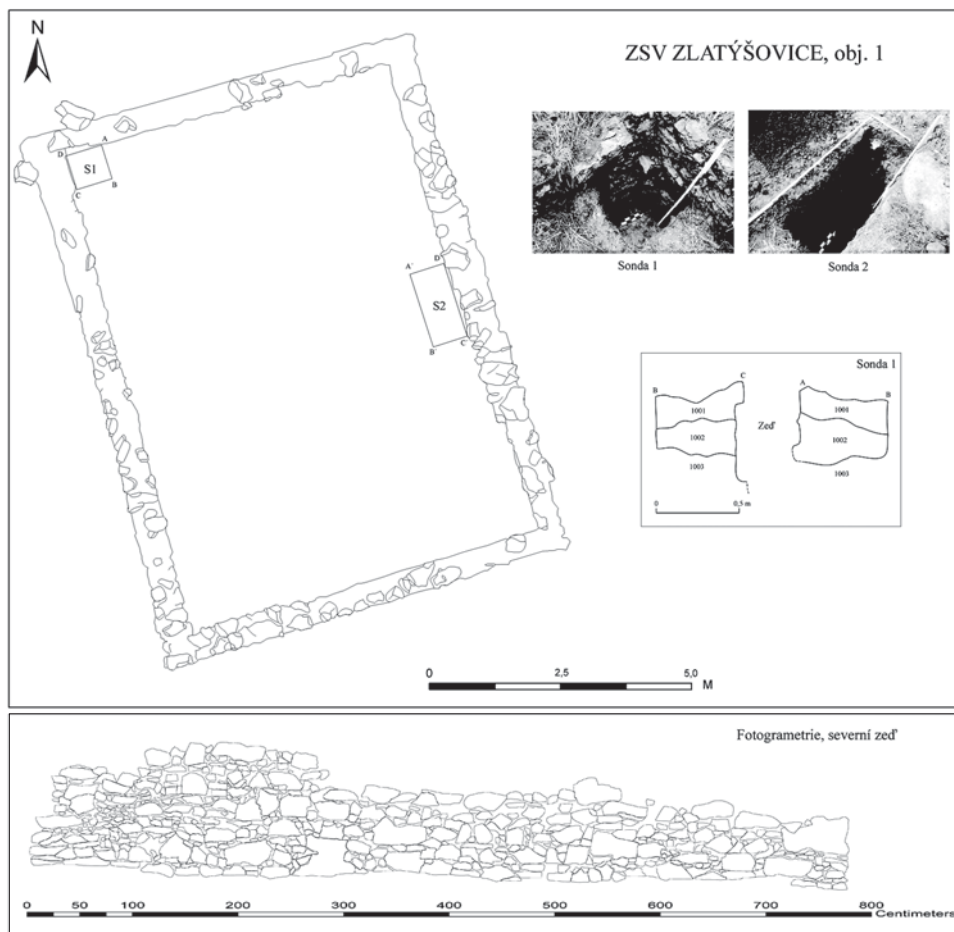 N
ZSV ZLATÝŠOVICE, obj. 1
A
D
S1
B
C
Sonda 1
Sonda 2
A´
D´
S2
B´
C´
Sonda 1
B
C
A
B
1001
1001
Zeď
1002
1002
1003
1003
0
0,5 m
0
2,5
5,0
M
Fotogrametrie, severní zeď
0 100 200 300 400 500 600 700 800
Centimeters